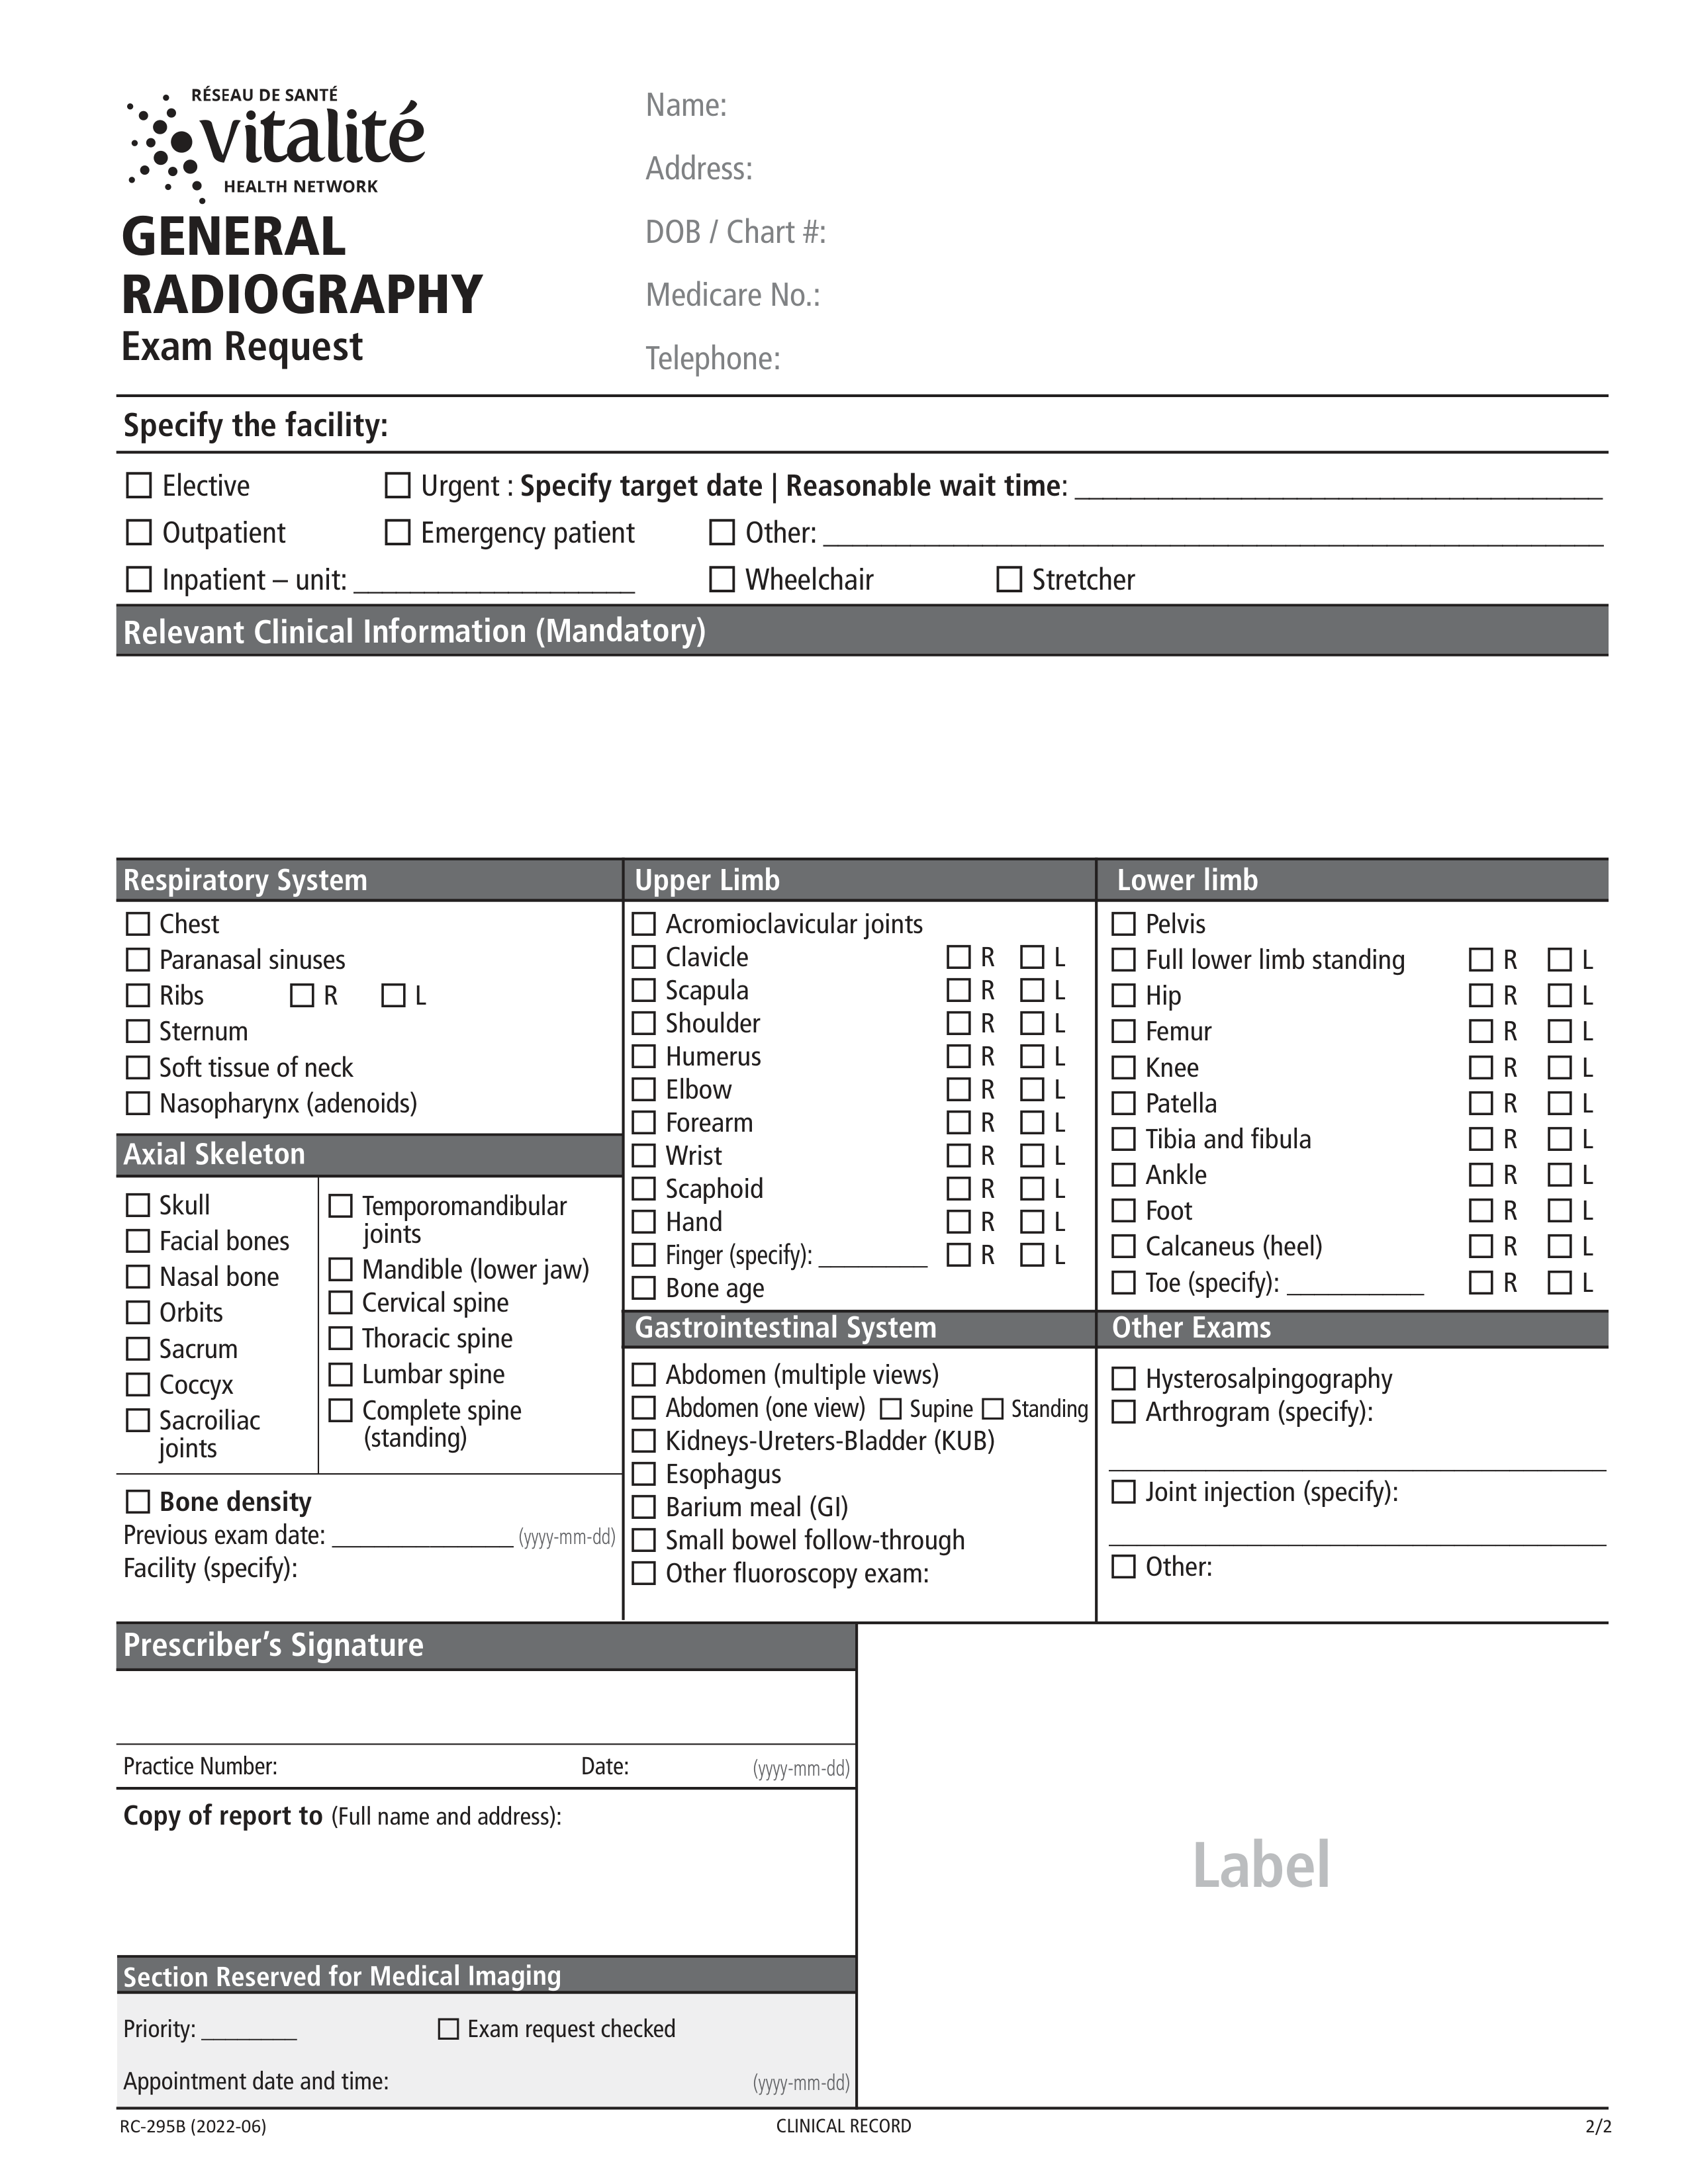 RÉSEAU DE SANTÉ
vitalité
HEALTH NETWORK
GENERAL
RADIOGRAPHY
Exam Request
Name:
Address:
DOB / Chart #:
Medicare No.:
Telephone:
Specify the facility:
Elective Urgent : Specify target date | Reasonable wait time:
Outpatient Emergency patient Other:
Inpatient – unit: Wheelchair Stretcher
Relevant Clinical Information (Mandatory)
Respiratory System
Chest
Paranasal sinuses
Ribs R L
Sternum
Soft tissue of neck
Nasopharynx (adenoids)
Axial Skeleton
Skull
Facial bones
Nasal bone
Orbits
Sacrum
Coccyx
Sacroiliac
joints
Temporomandibular
joints
Mandible (lower jaw)
Cervical spine
Thoracic spine
Lumbar spine
Complete spine
(standing)
Bone density
Previous exam date: (yyyy-mm-dd)
Facility (specify):
Upper Limb
Acromioclavicular joints
Clavicle R L
Scapula R L
Shoulder R L
Humerus R L
Elbow R L
Forearm R L
Wrist R L
Scaphoid R L
Hand R L
Finger (specify): R L
Bone age
Gastrointestinal System
Abdomen (multiple views)
Abdomen (one view) Supine Standing
Kidneys-Ureters-Bladder (KUB)
Esophagus
Barium meal (GI)
Small bowel follow-through
Other fluoroscopy exam:
Lower limb
Pelvis
Full lower limb standing R L
Hip R L
Femur R L
Knee R L
Patella R L
Tibia and fibula R L
Ankle R L
Foot R L
Calcaneus (heel) R L
Toe (specify): R L
Other Exams
Hysterosalpingography
Arthrogram (specify):
Joint injection (specify):
Other:
Prescriber’s Signature
Practice Number: Date: (yyyy-mm-dd)
Copy of report to (Full name and address):
Section Reserved for Medical Imaging
Priority: Exam request checked
Appointment date and time: (yyyy-mm-dd)
Label
RC-295B (2022-06) CLINICAL RECORD 2/2